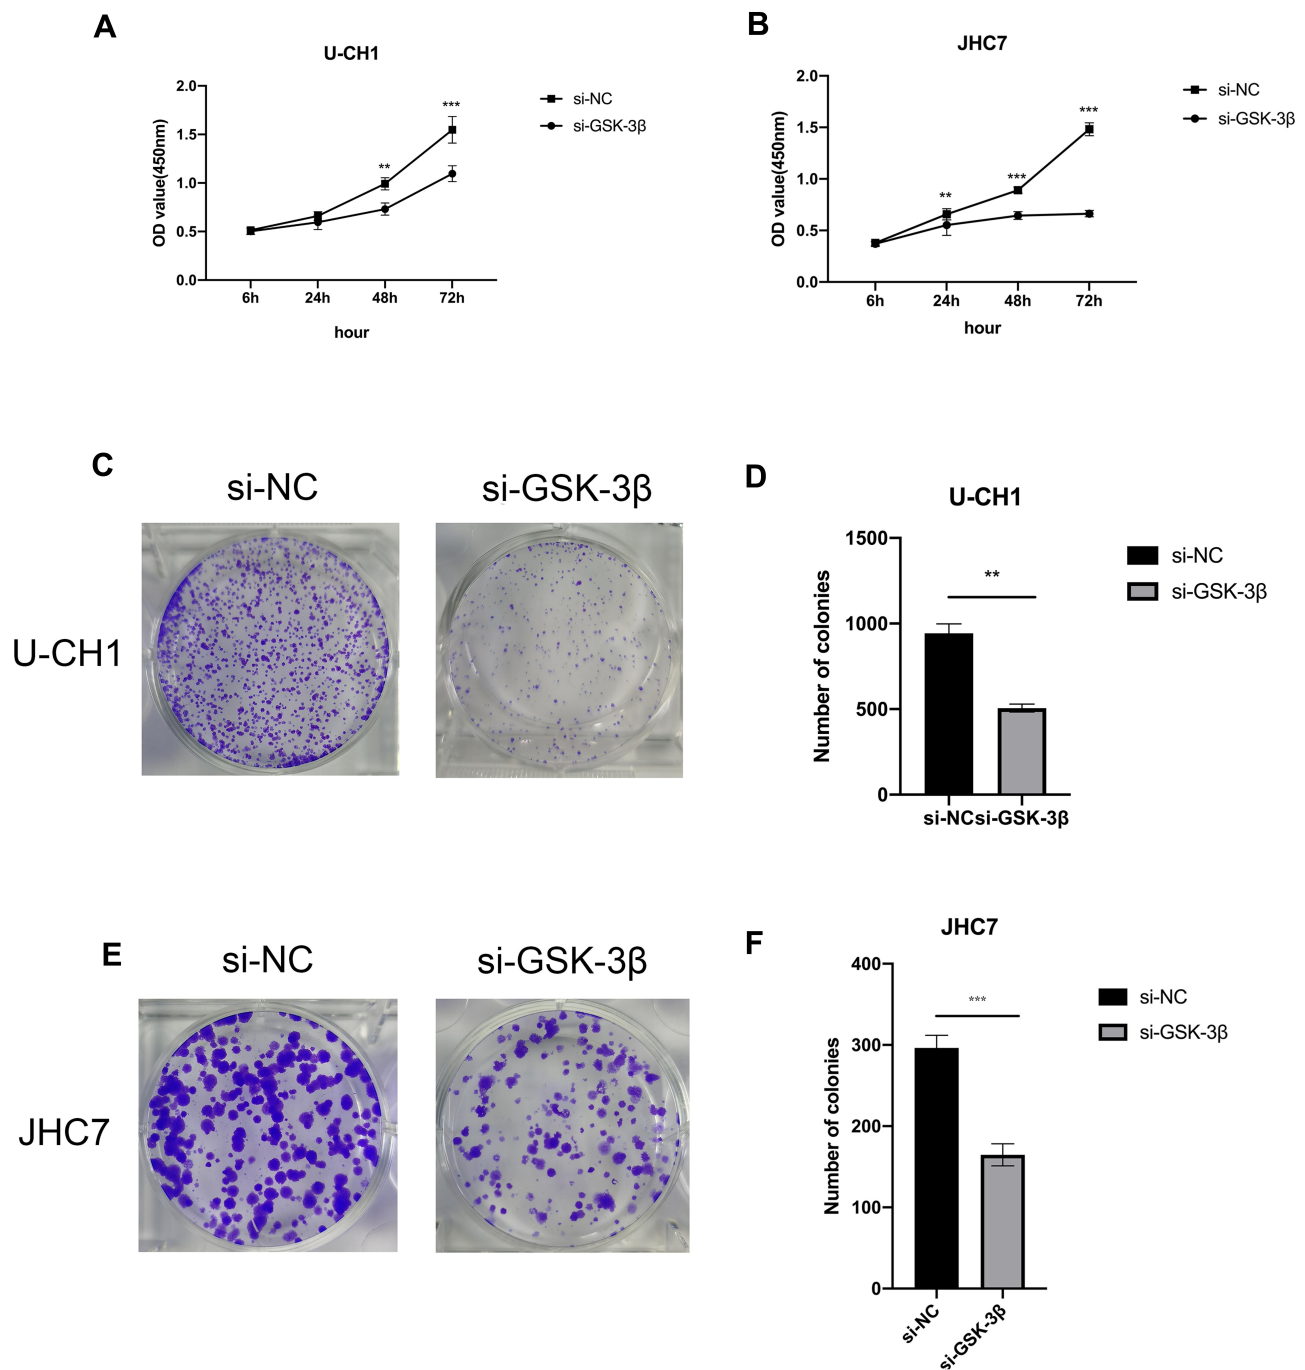 A
U-CH1
OD value(450nm)
2.0
1.5
1.0
0.5
0.0
**
***
6h 24h 48h 72h
hour
si-NC
si-GSK-3β
B
JHC7
OD value(450nm)
2.0
1.5
1.0
0.5
0.0
**
***
***
6h 24h 48h 72h
hour
si-NC
si-GSK-3β
C
si-NC si-GSK-3β
U-CH1
D
U-CH1
Number of colonies
1500
1000
500
0
**
si-NC si-GSK-3β
si-NC
si-GSK-3β
E
si-NC si-GSK-3β
JHC7
F
JHC7
Number of colonies
400
300
200
100
0
***
si-NC
si-GSK-3β
si-NC
si-GSK-3β